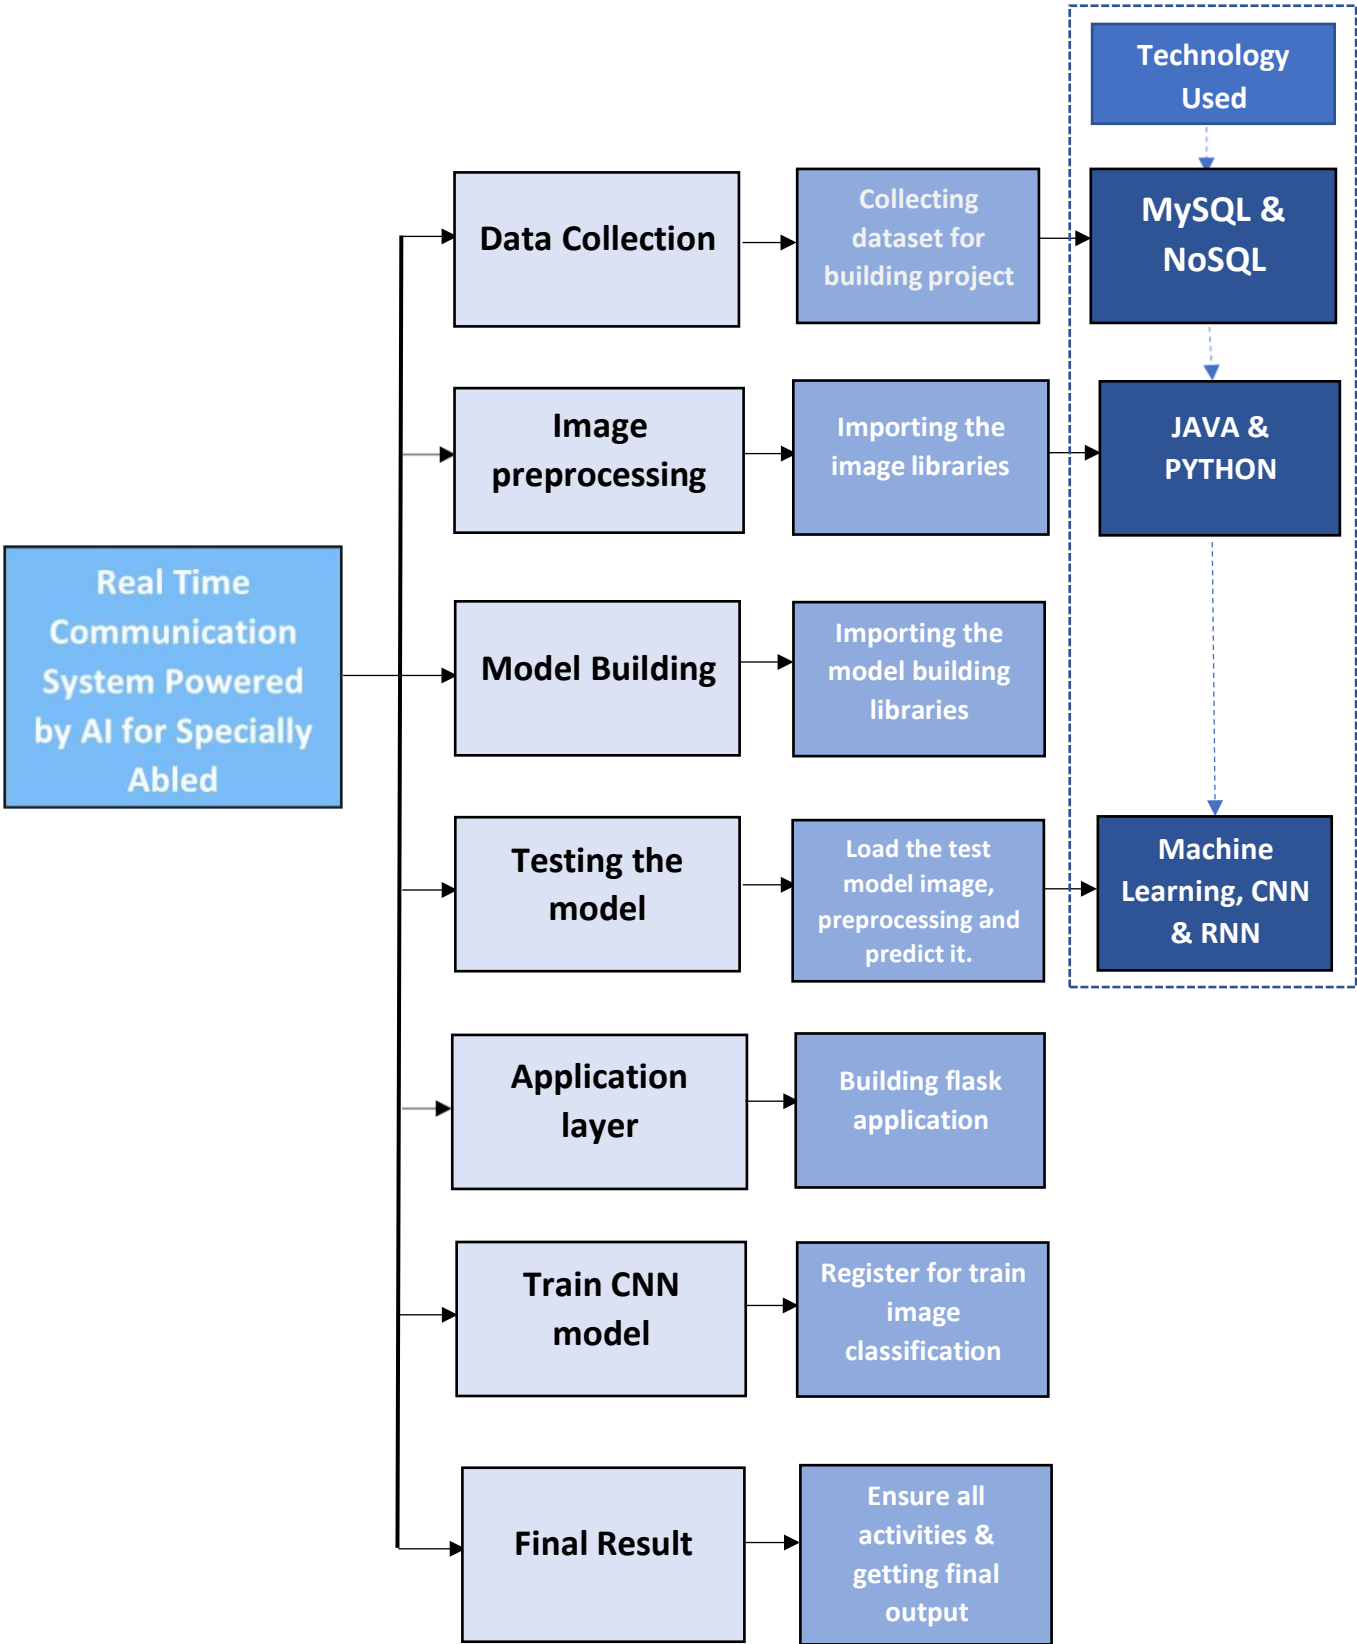 Technology
Used
Data Collection
Collecting
dataset for
building project
MySQL &
NoSQL
Image
preprocessing
Importing the
image libraries
JAVA &
PYTHON
Real Time
Communication
System Powered
by AI for Specially
Abled
Model Building
Importing the
model building
libraries
Testing the
model
Load the test
model image,
preprocessing and
predict it.
Machine
Learning, CNN
& RNN
Application
layer
Building flask
application
Train CNN
model
Register for train
image
classification
Final Result
Ensure all
activities &
getting final
output